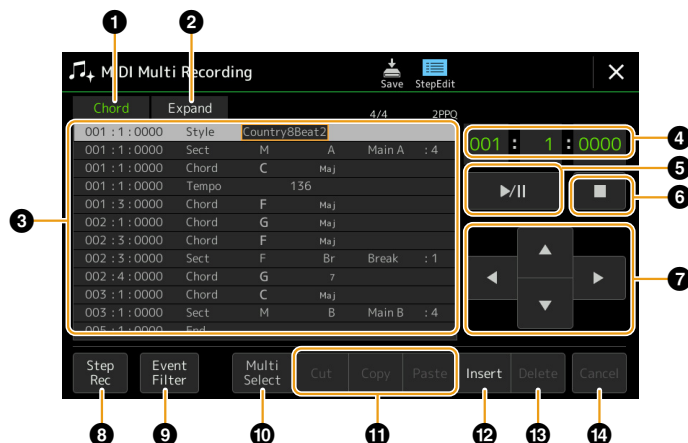 1 2
MIDI Multi Recording Save StepEdit
Chord Expand 4/4 2PPQ
001 : 1 : 0000 Style Country8Beat2
001 : 1 : 0000 Sect M A Main A : 4
001 : 1 : 0000 Chord C Maj
001 : 1 : 0000 Tempo 136
001 : 3 : 0000 Chord F Maj
002 : 1 : 0000 Chord G Maj
002 : 3 : 0000 Chord F Maj
002 : 3 : 0000 Sect F Br Break : 1
002 : 4 : 0000 Chord G 7
003 : 1 : 0000 Chord C Maj
003 : 1 : 0000 Sect M B Main B : 4
005 : 1 : 0000 End
3
001 : 1 : 0000
4
5
6
7
Step Rec
Event Filter
Multi Select
Cut Copy Paste
Insert Delete Cancel
8 9 10 11 12 13 14